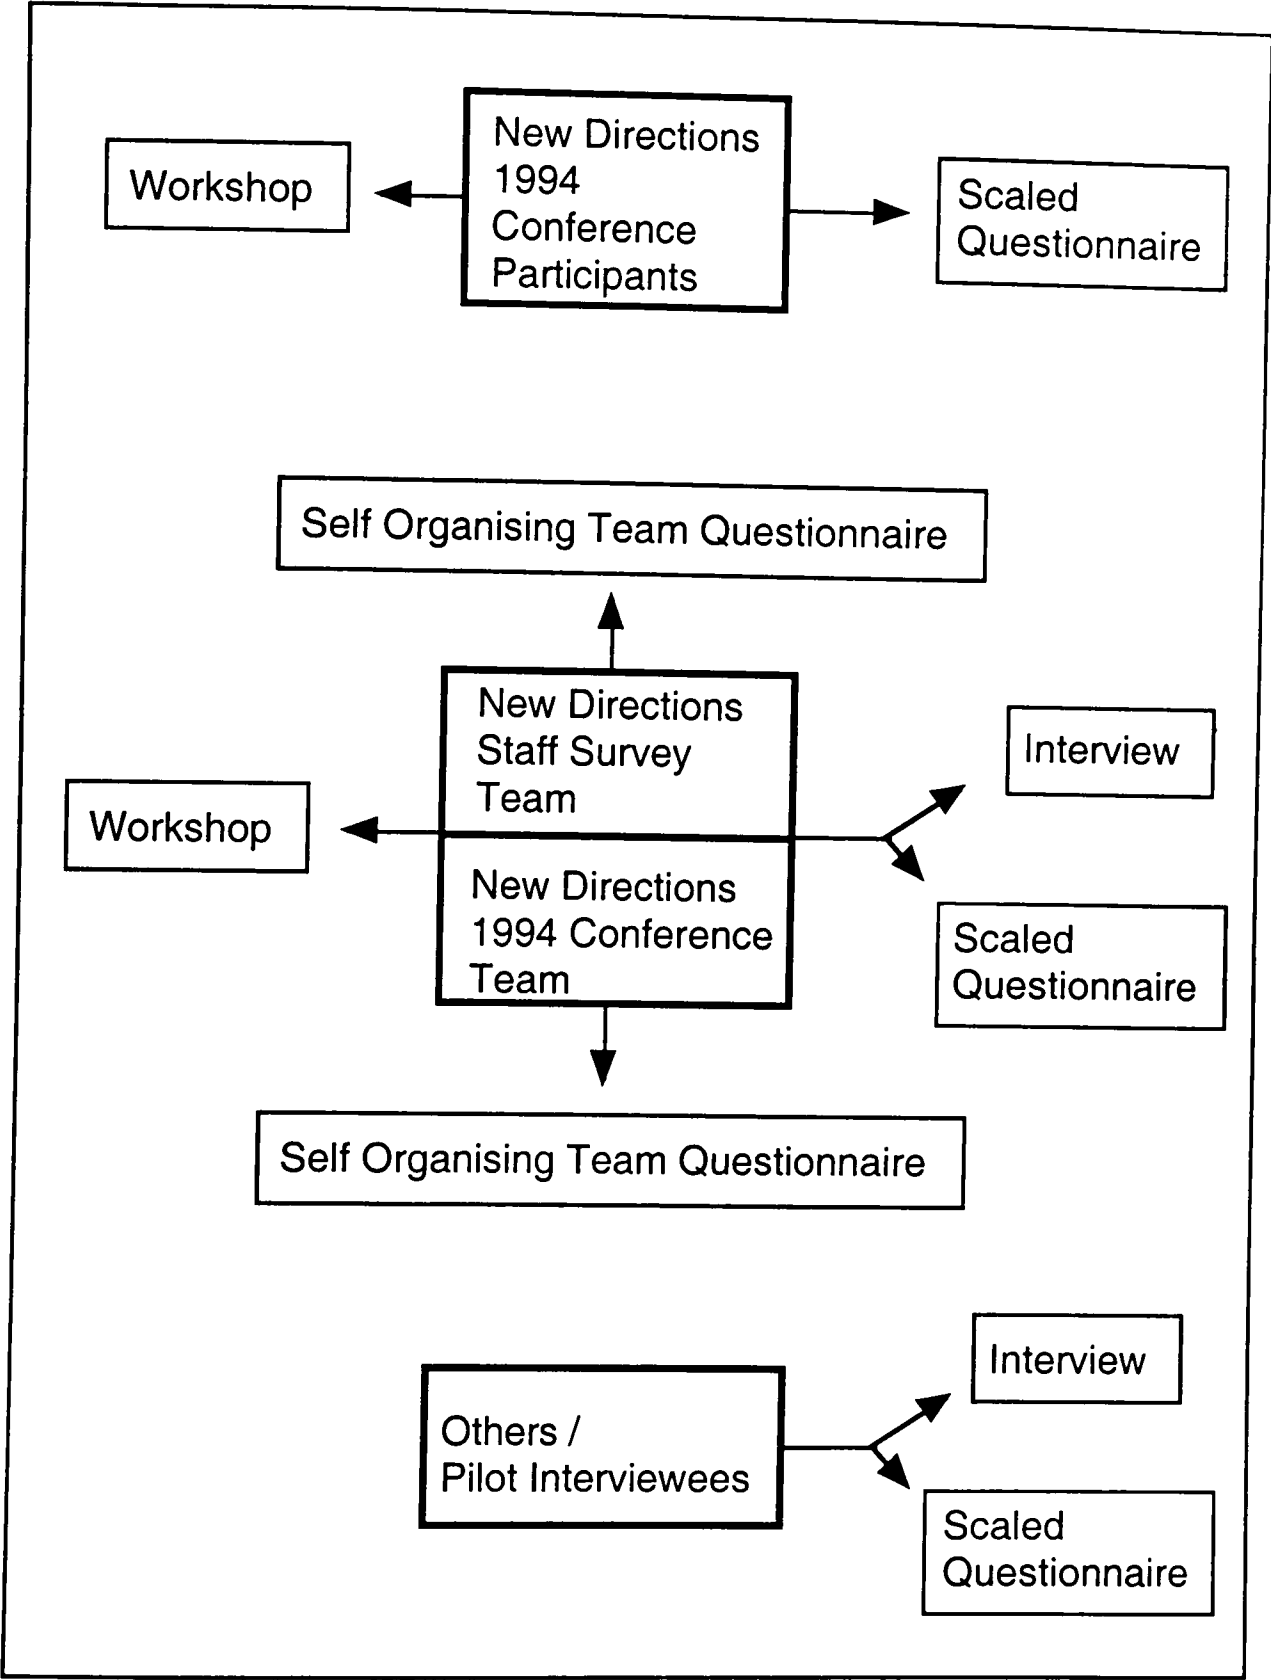 New Directions
1994
Conference
Participants
Workshop
Scaled
Questionnaire
Self Organising Team Questionnaire
New Directions
Staff Survey
Team
Interview
Workshop
New Directions
1994 Conference
Team
Scaled
Questionnaire
Self Organising Team Questionnaire
Interview
Others /
Pilot Interviewees
Scaled
Questionnaire